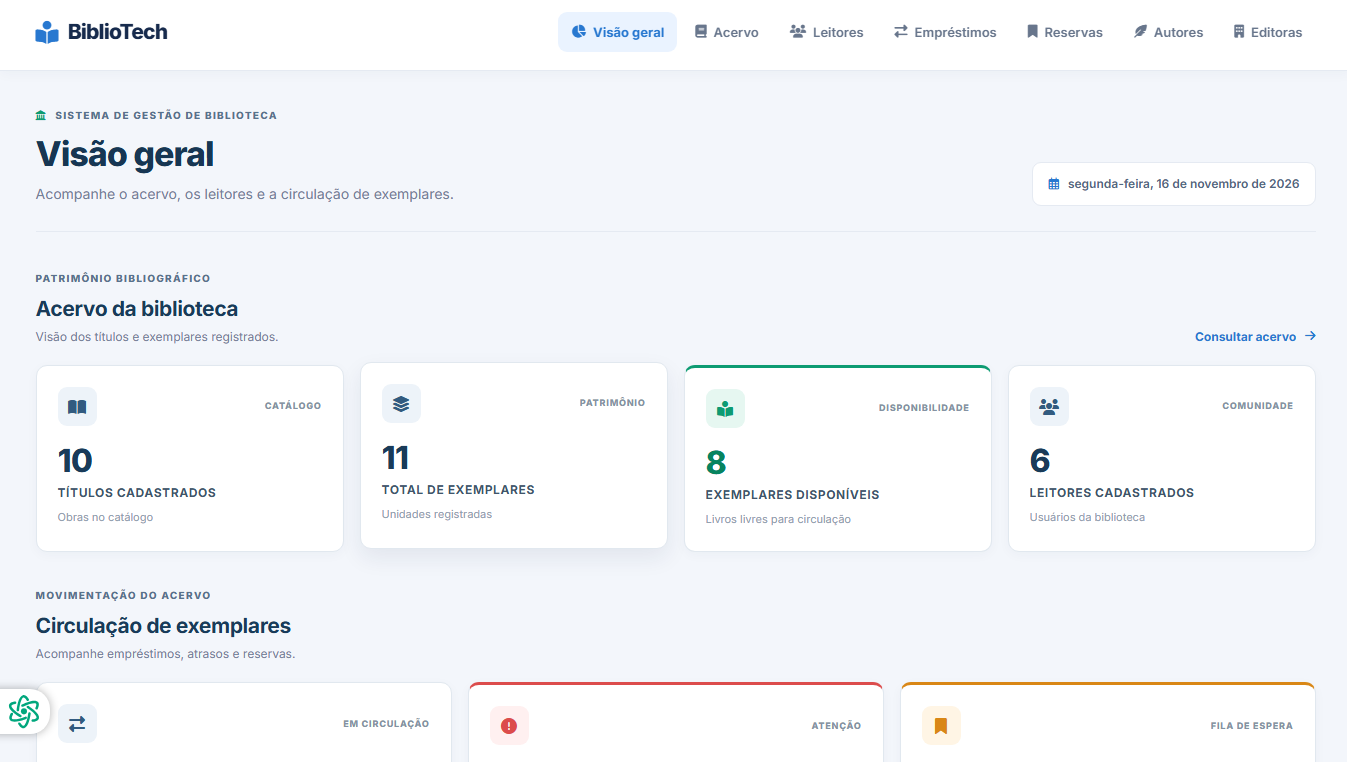 BiblioTech
Visão geral
Acervo
Leitores
Empréstimos
Reservas
Autores
Editoras
SISTEMA DE GESTÃO DE BIBLIOTECA
Visão geral
Acompanhe o acervo, os leitores e a circulação de exemplares.
segunda-feira, 16 de novembro de 2026
PATRIMÔNIO BIBLIOGRÁFICO
Acervo da biblioteca
Visão dos títulos e exemplares registrados.
Consultar acervo
CATÁLOGO
10
TÍTULOS CADASTRADOS
Obras no catálogo
PATRIMÔNIO
11
TOTAL DE EXEMPLARES
Unidades registradas
DISPONIBILIDADE
8
EXEMPLARES DISPONÍVEIS
Livros livres para circulação
COMUNIDADE
6
LEITORES CADASTRADOS
Usuários da biblioteca
MOVIMENTAÇÃO DO ACERVO
Circulação de exemplares
Acompanhe empréstimos, atrasos e reservas.
EM CIRCULAÇÃO
ATENÇÃO
FILA DE ESPERA